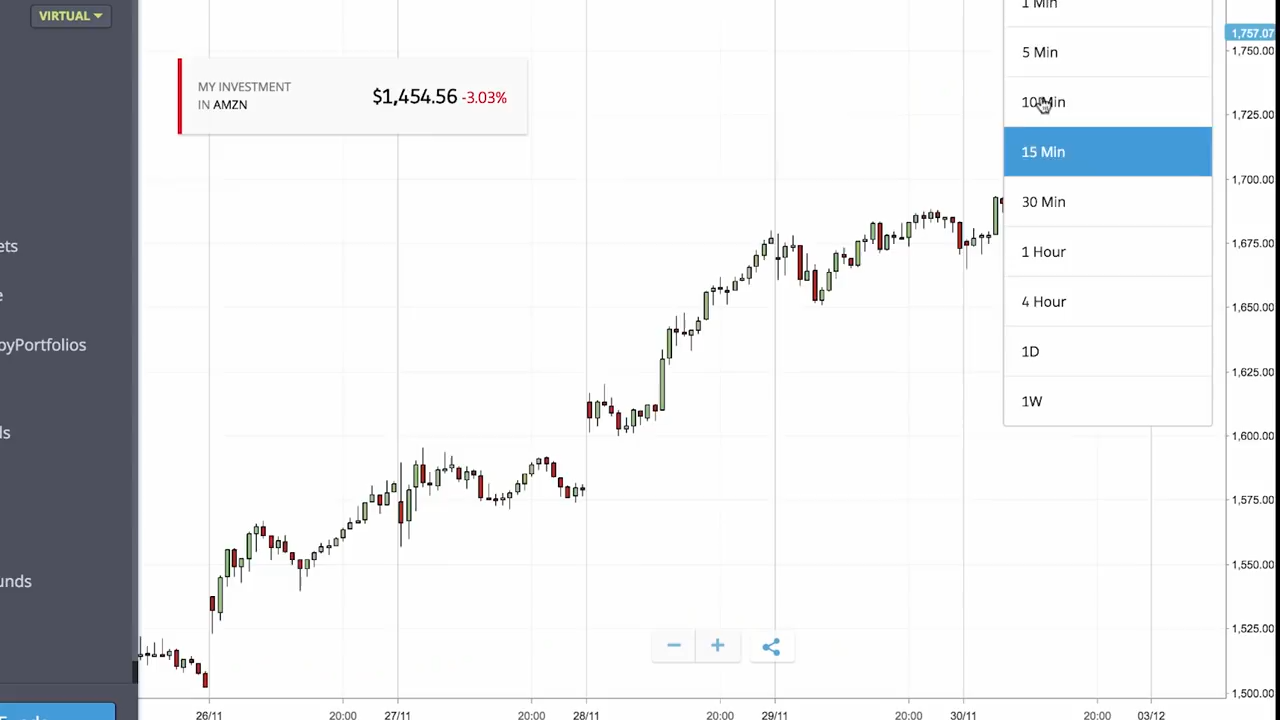 VIRTUAL
MY INVESTMENT
IN AMZN
$1,454.56 -3.03%
1 Min
5 Min
10 Min
15 Min
30 Min
1 Hour
4 Hour
1D
1W
1,757.07
1,750.00
1,725.00
1,700.00
1,675.00
1,650.00
1,625.00
1,600.00
1,575.00
1,550.00
1,525.00
1,500.00
ets
e
pyPortfolios
ds
unds
26/11
20:00
27/11
20:00
28/11
20:00
29/11
20:00
30/11
20:00
03/12